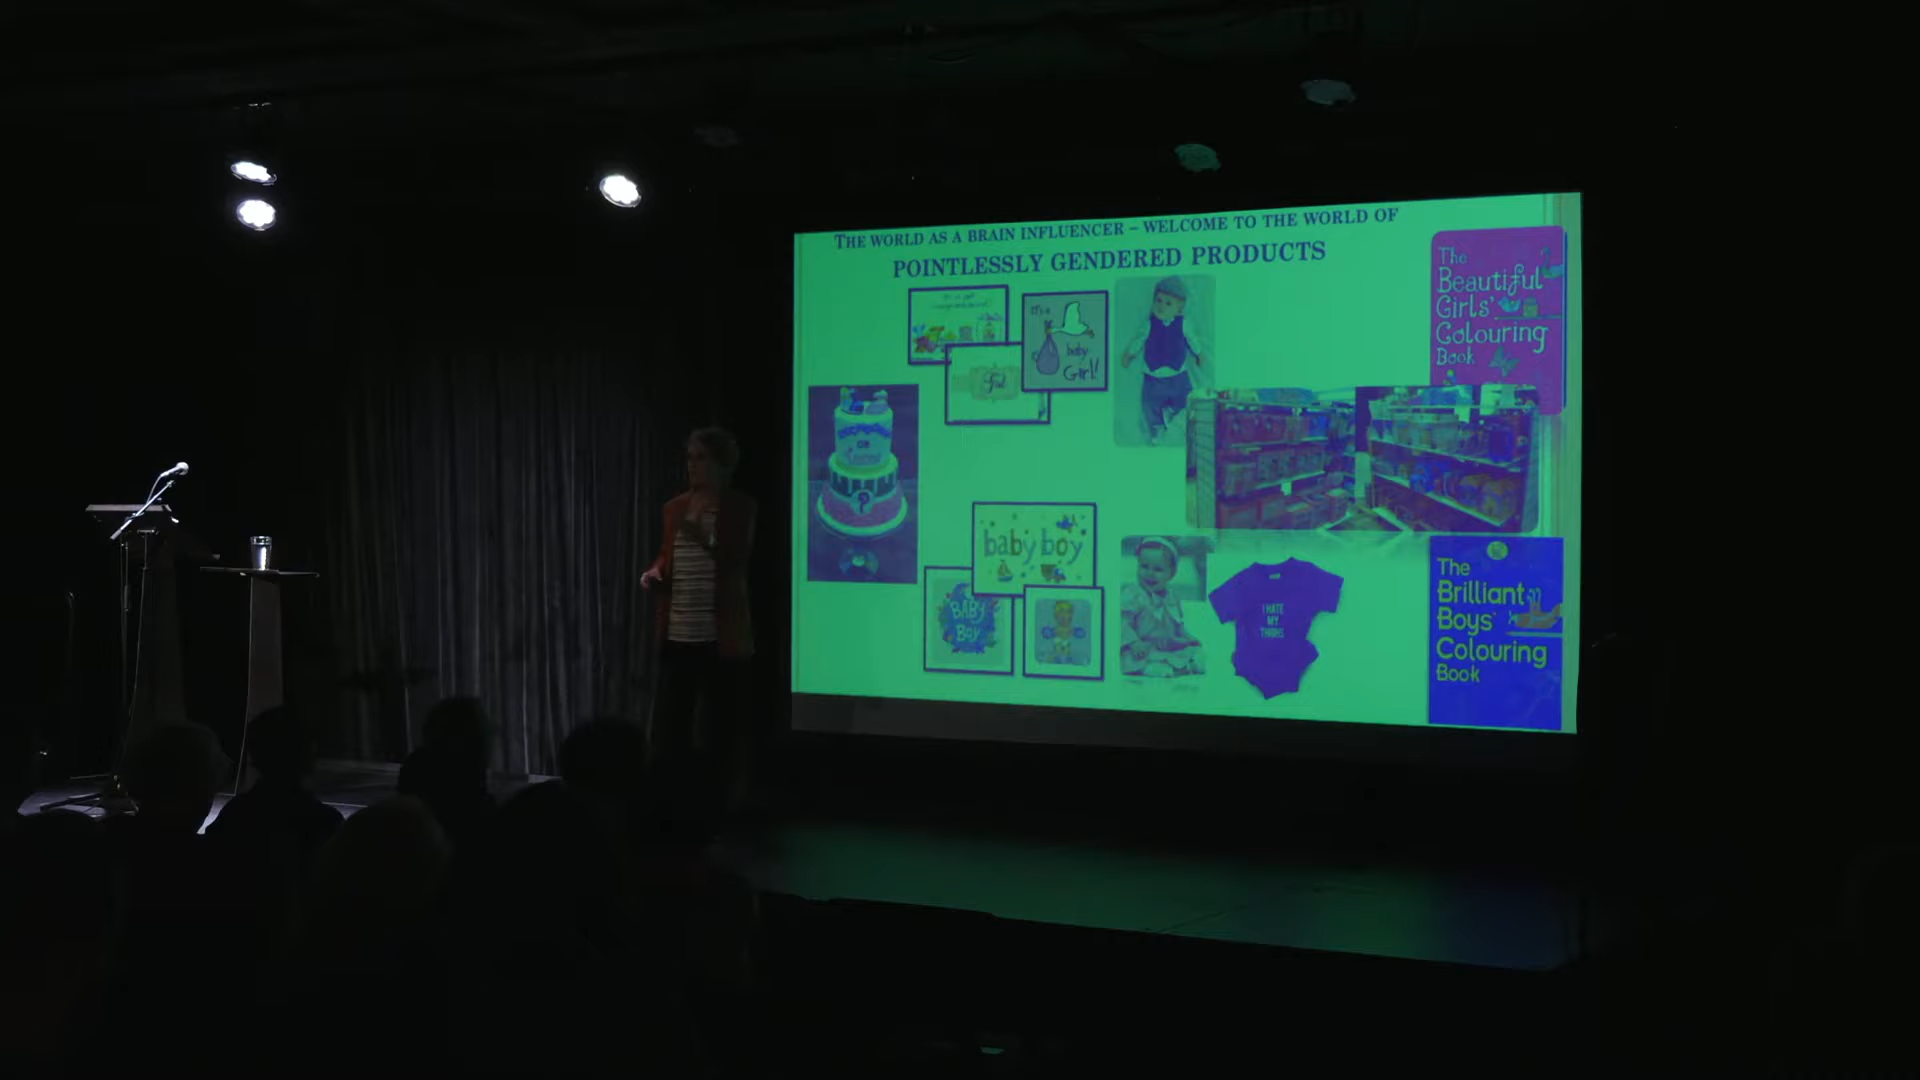 THE WORLD AS A BRAIN INFLUENCER – WELCOME TO THE WORLD OF
POINTLESSLY GENDERED PRODUCTS
It's a
baby
Girl!
The
Beautiful
Girls'
Colouring
Book
?
baby boy
BABY
BOY
I HATE
MY
THIGHS
The
Brilliant
Boys'
Colouring
Book